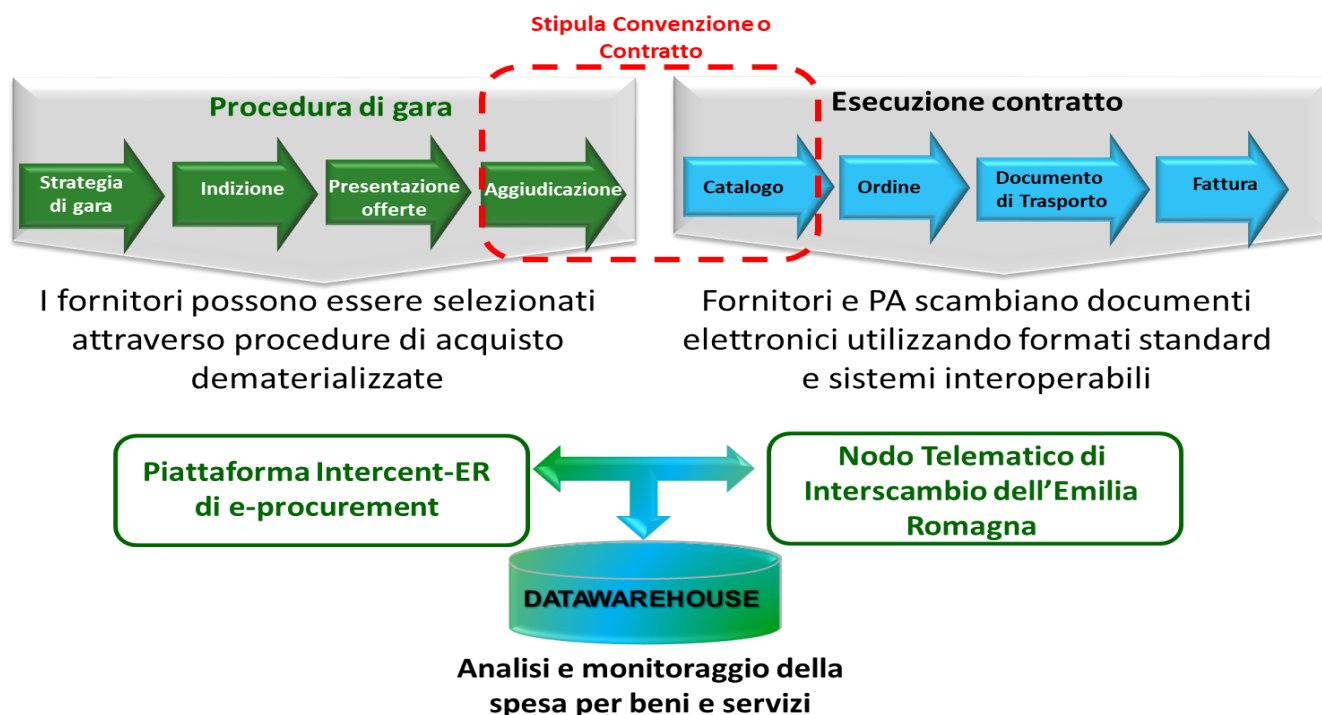 Stipula Convenzione o
Contratto
Procedura di gara
Strategia
di gara
Indizione
Presentazione
offerte
Aggiudicazione
Esecuzione contratto
Catalogo
Ordine
Documento
di Trasporto
Fattura
I fornitori possono essere selezionati
attraverso procedure di acquisto
dematerializzate
Fornitori e PA scambiano documenti
elettronici utilizzando formati standard
e sistemi interoperabili
Piattaforma Intercent-ER
di e-procurement
Nodo Telematico di
Interscambio dell’Emilia
Romagna
DATAWAREHOUSE
Analisi e monitoraggio della
spesa per beni e servizi